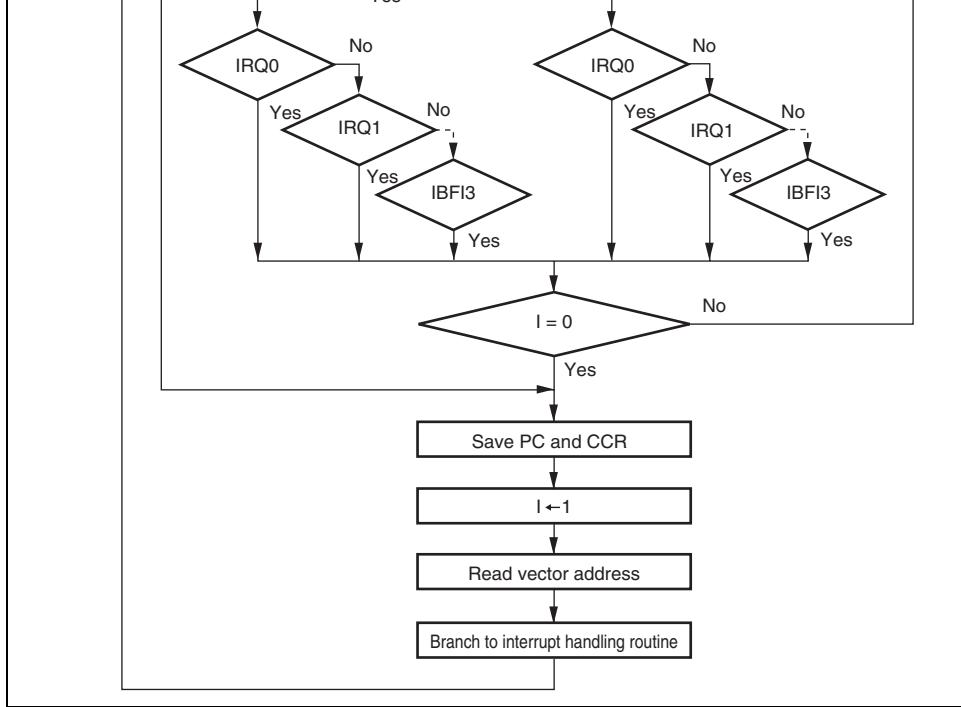 Yes
No
No
IRQ0
IRQ0
Yes
No
Yes
No
IRQ1
IRQ1
Yes
Yes
IBFI3
IBFI3
Yes
Yes
I = 0
No
Yes
Save PC and CCR
I ←1
Read vector address
Branch to interrupt handling routine